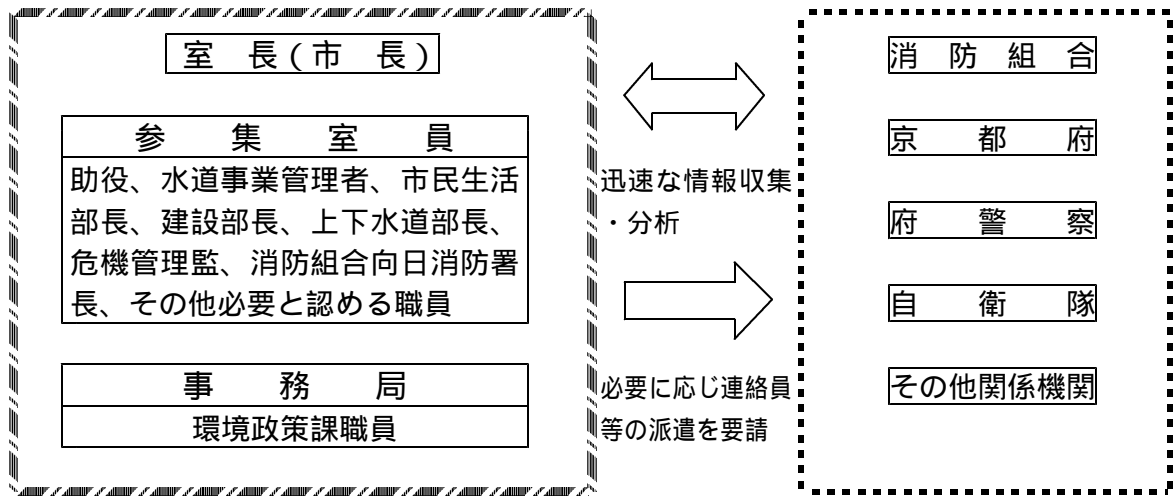 室　長(市　長)
参　集　室　員
助役、水道事業管理者、市民生活
部長、建設部長、上下水道部長、
危機管理監、消防組合向日消防署
長、その他必要と認める職員
事　務　局
環境政策課職員
迅速な情報収集
・分析
必要に応じ連絡員
等の派遣を要請
消　防　組　合
京　都　府
府　警　察
自　衛　隊
その他関係機関